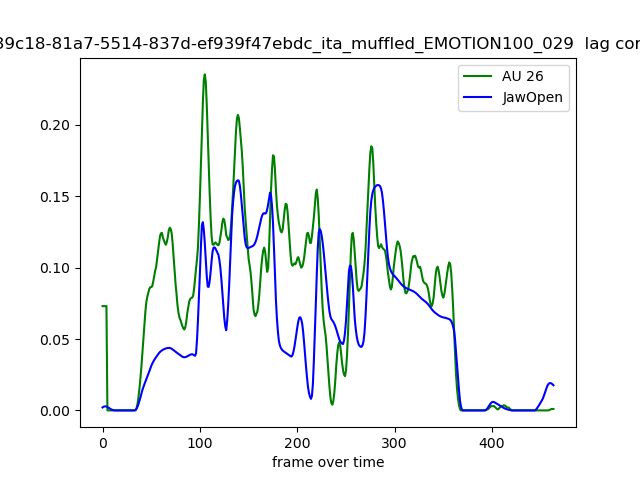 39c18-81a7-5514-837d-ef939f47ebdc_ita_muffled_EMOTION100_029 lag
AU 26
JawOpen
0.20
0.15
0.10
0.05
0.00
0 100 200 300 400
frame over time